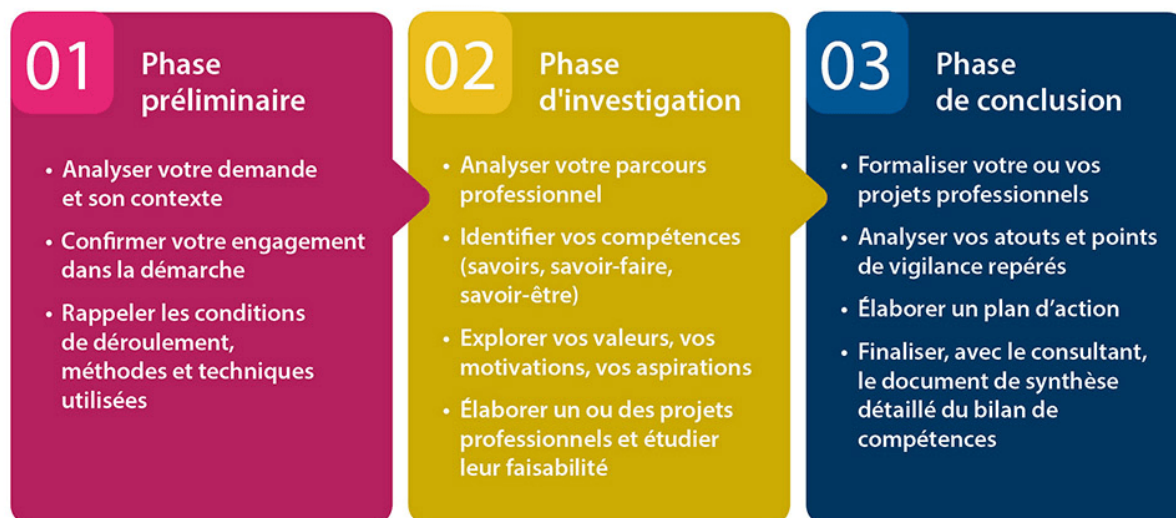 01
Phase
préliminaire
• Analyser votre demande
et son contexte
• Confirmer votre engagement
dans la démarche
• Rappeler les conditions
de déroulement,
méthodes et techniques
utilisées
02
Phase
d'investigation
• Analyser votre parcours
professionnel
• Identifier vos compétences
(savoirs, savoir-faire,
savoir-être)
• Explorer vos valeurs, vos
motivations, vos aspirations
• Élaborer un ou des projets
professionnels et étudier
leur faisabilité
03
Phase
de conclusion
• Formaliser votre ou vos
projets professionnels
• Analyser vos atouts et points
de vigilance repérés
• Élaborer un plan d’action
• Finaliser, avec le consultant,
le document de synthèse
détaillé du bilan de
compétences